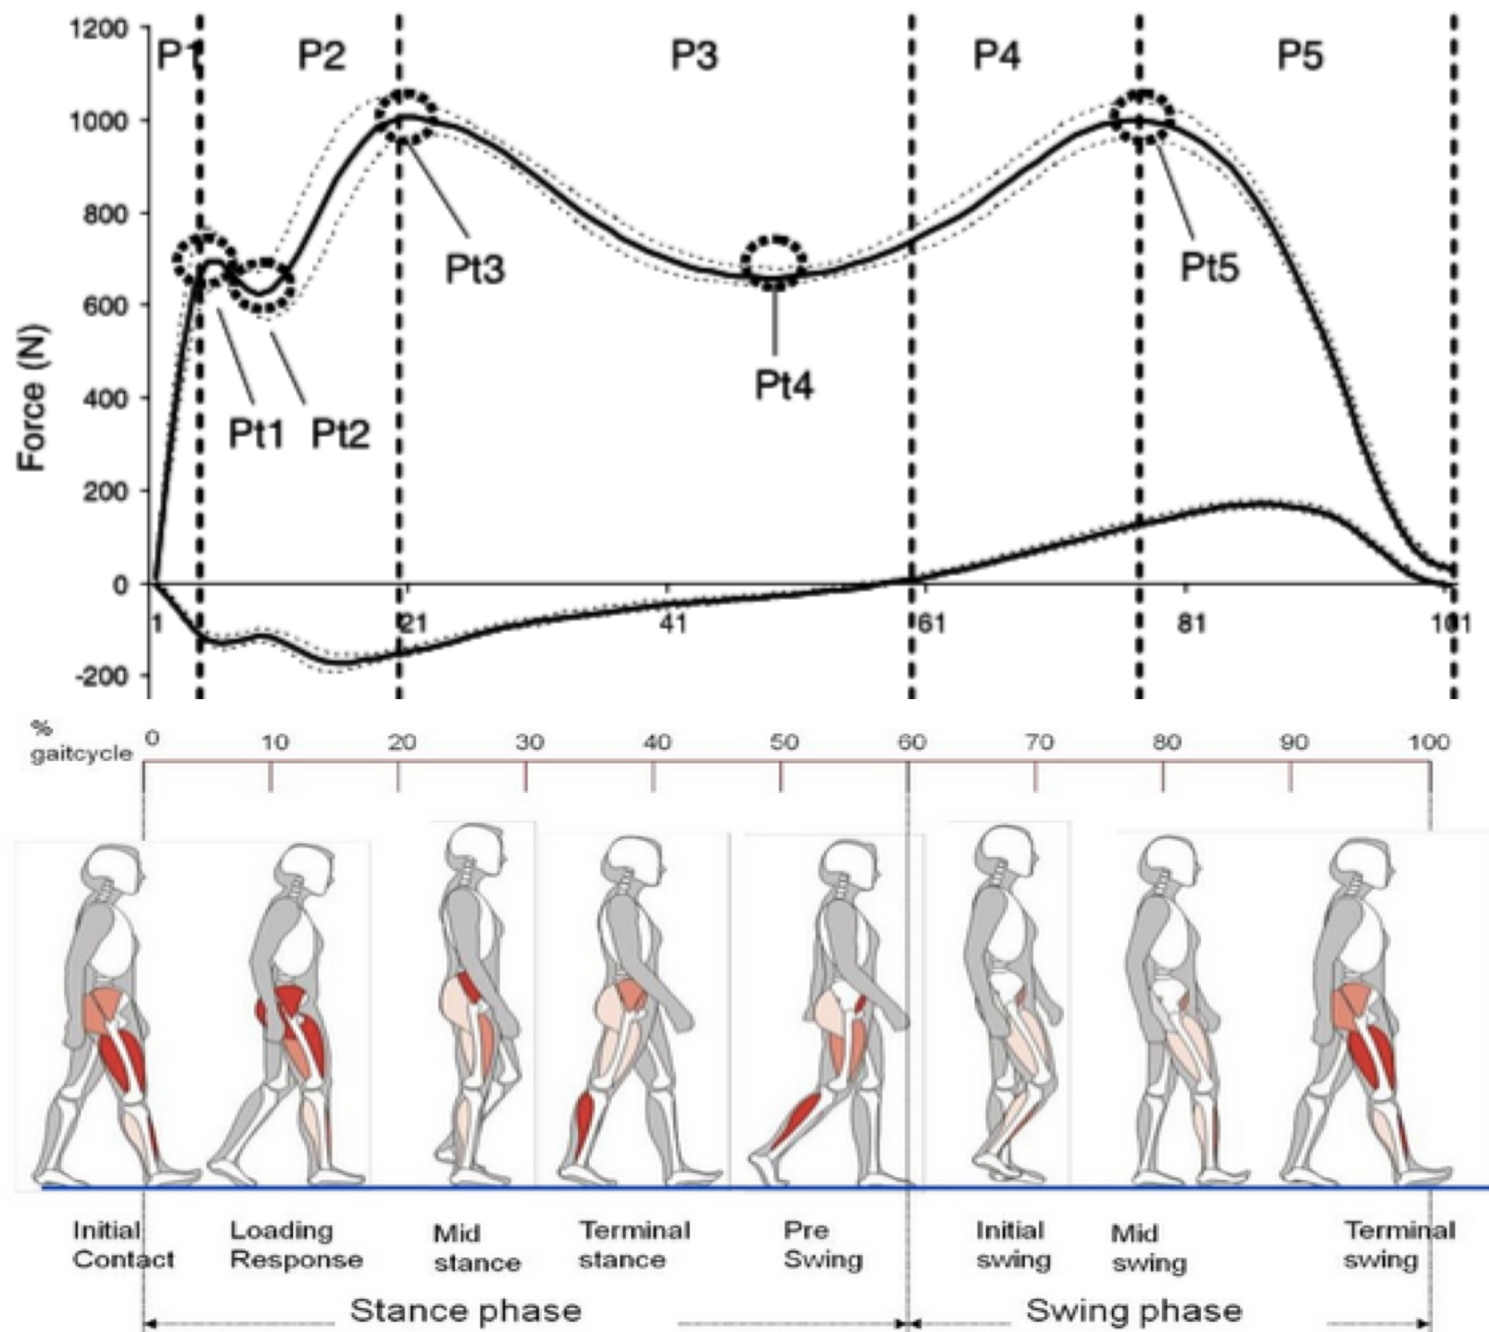 1200
P1 P2 P3 P4 P5
1000
800
Pt3 Pt5
600
Pt4
400
Pt1 Pt2
200
0
1 21 41 61 81 101
-200
Force (N)
% gaitcycle
0 10 20 30 40 50 60 70 80 90 100
Initial Contact
Loading Response
Mid stance
Terminal stance
Pre Swing
Initial swing
Mid swing
Terminal swing
Stance phase
Swing phase